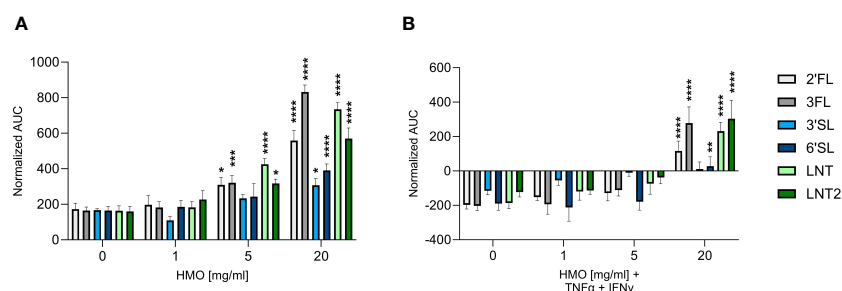 A
B
1000
800
600
400
200
0
Normalized AUC
*
***
****
*
****
****
*
****
****
****
0
1
5
20
HMO [mg/ml]
600
400
200
0
-200
-400
Normalized AUC
****
****
**
****
****
0
1
5
20
HMO [mg/ml] +
TNFα + IFNγ
2'FL
3FL
3'SL
6'SL
LNT
LNT2